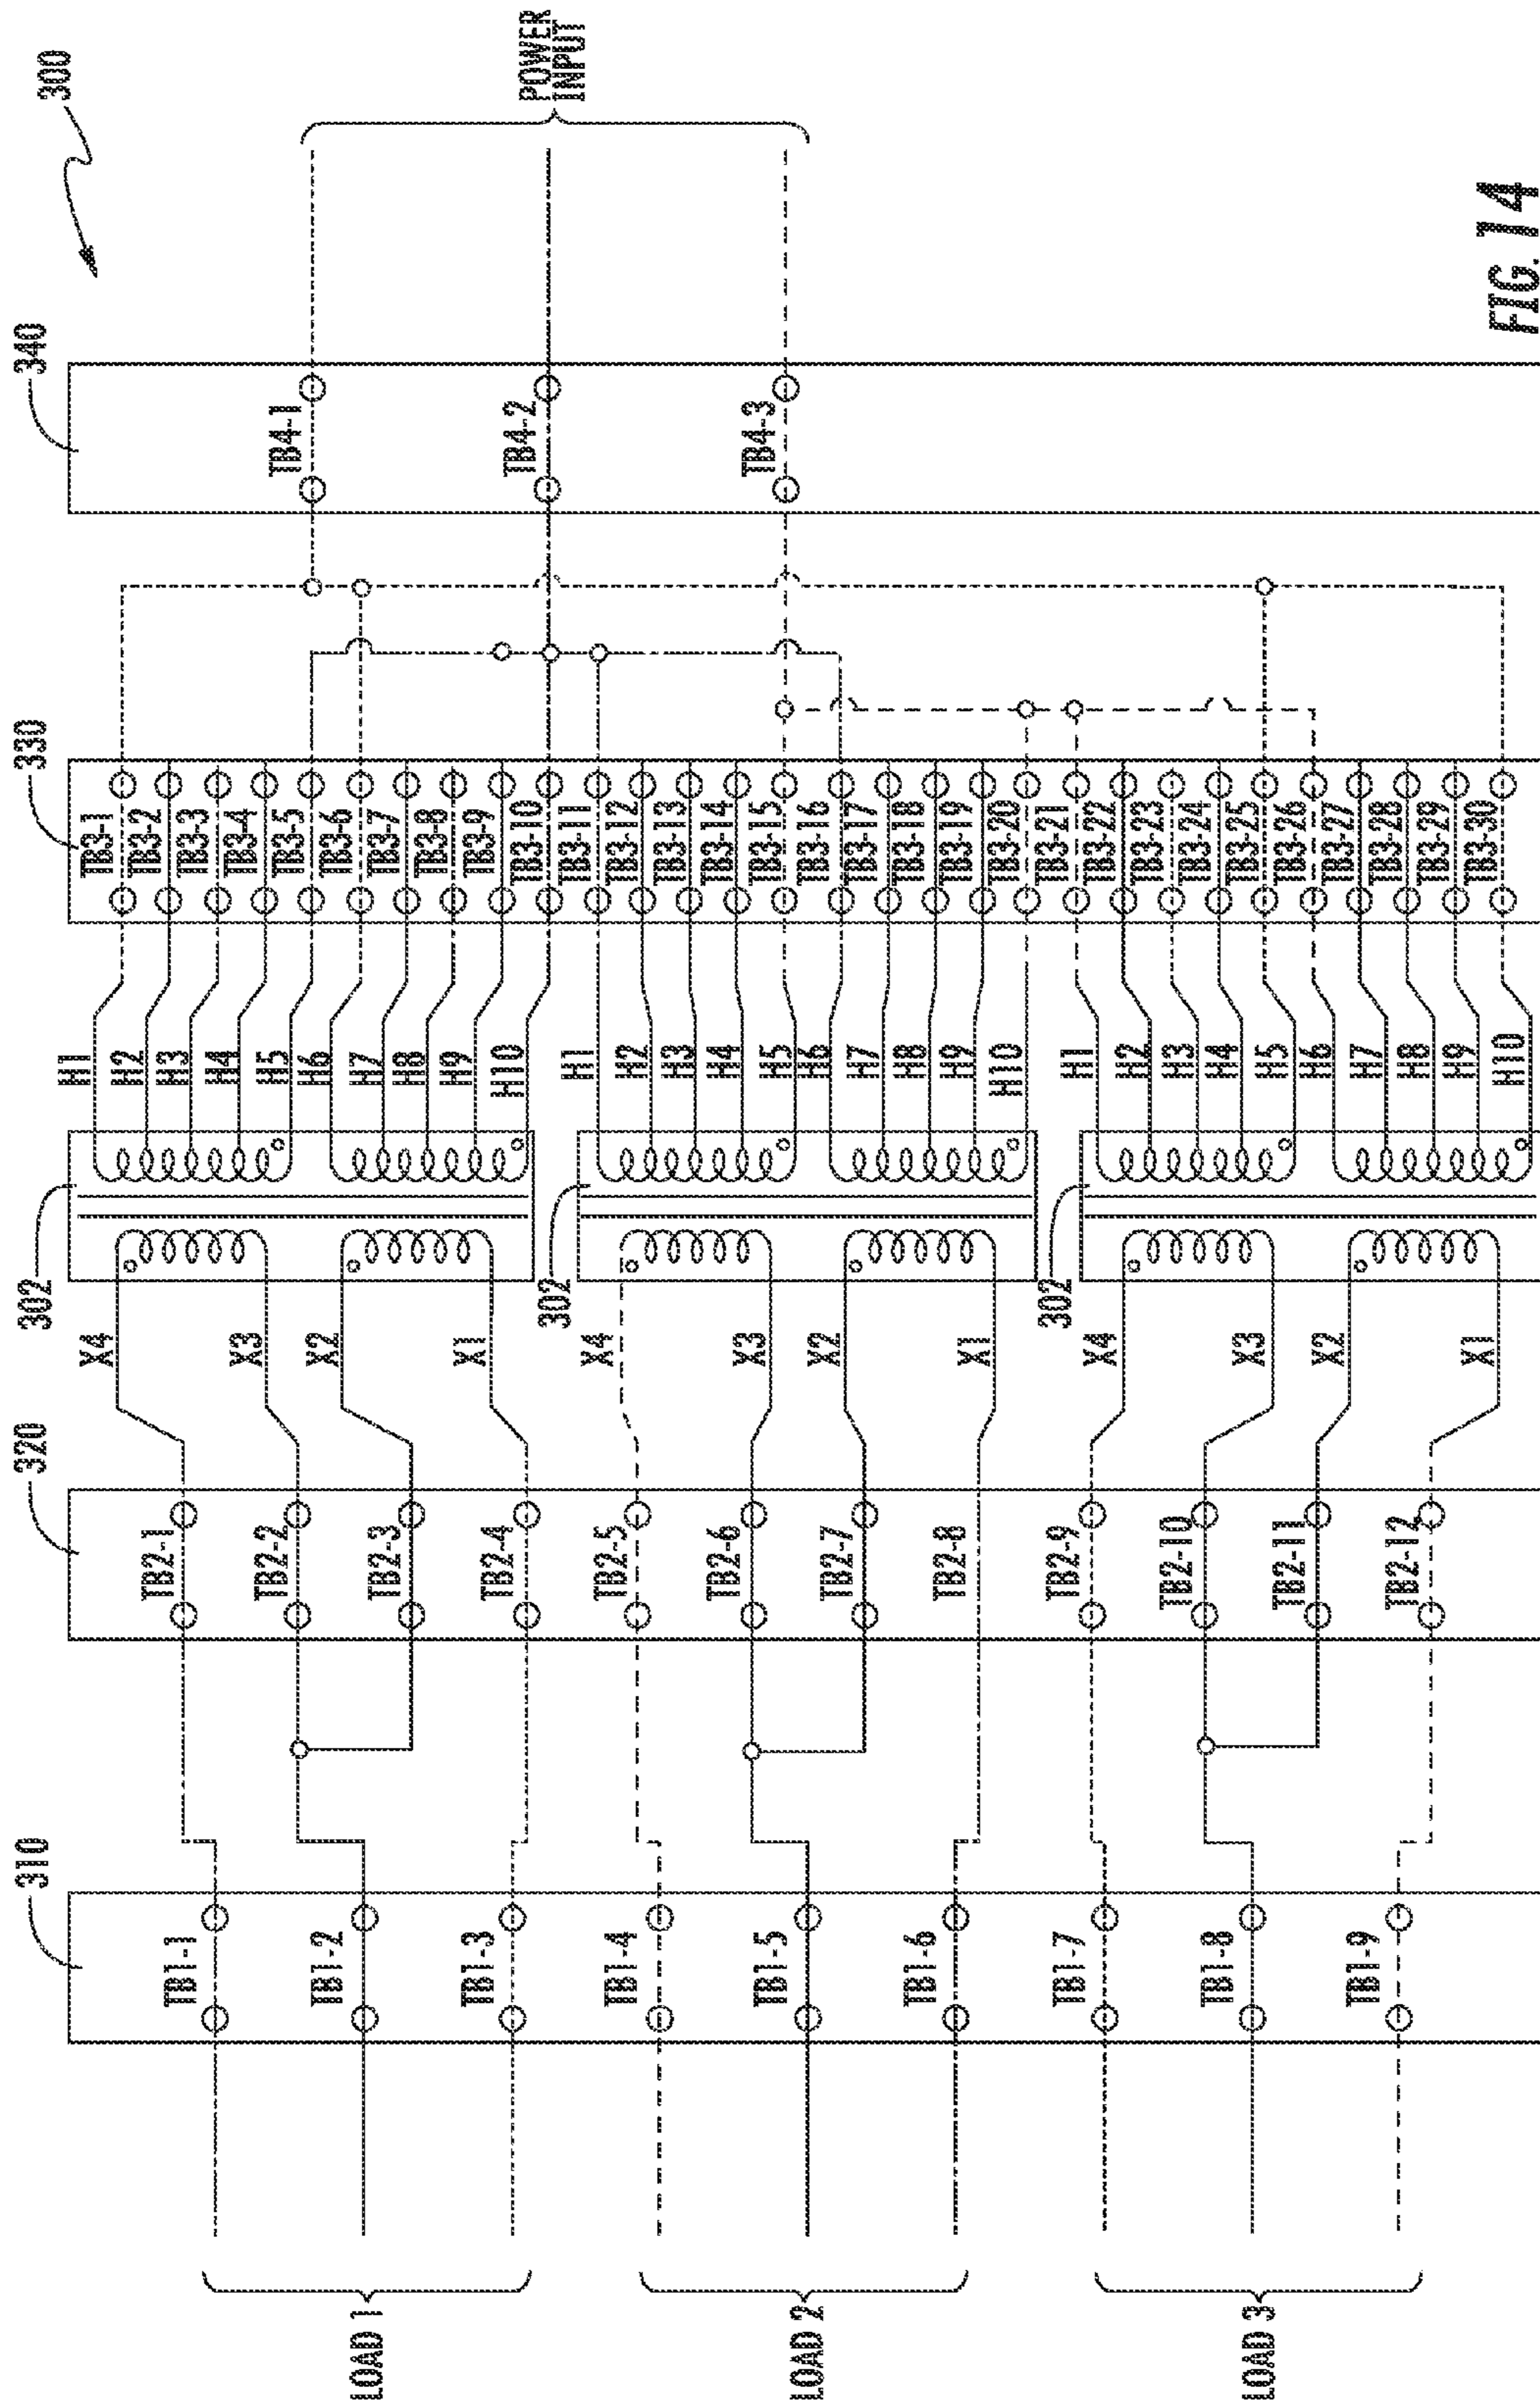 300
340
330
320
310
302
302
302
POWER
INPUT
TB4-1
TB4-2
TB4-3
TB3-1
TB3-2
TB3-3
TB3-4
TB3-5
TB3-6
TB3-7
TB3-8
TB3-9
TB3-10
TB3-11
TB3-12
TB3-13
TB3-14
TB3-15
TB3-16
TB3-17
TB3-18
TB3-19
TB3-20
TB3-21
TB3-22
TB3-23
TB3-24
TB3-25
TB3-26
TB3-27
TB3-28
TB3-29
TB3-30
H1
H2
H3
H4
H5
H6
H7
H8
H9
H10
H1
H2
H3
H4
H5
H6
H7
H8
H9
H10
H1
H2
H3
H4
H5
H6
H7
H8
H9
H10
X4
X3
X2
X1
X4
X3
X2
X1
X4
X3
X2
X1
TB2-1
TB2-2
TB2-3
TB2-4
TB2-5
TB2-6
TB2-7
TB2-8
TB2-9
TB2-10
TB2-11
TB2-12
TB1-1
TB1-2
TB1-3
TB1-4
TB1-5
TB1-6
TB1-7
TB1-8
TB1-9
LOAD 1
LOAD 2
LOAD 3
FIG. 14